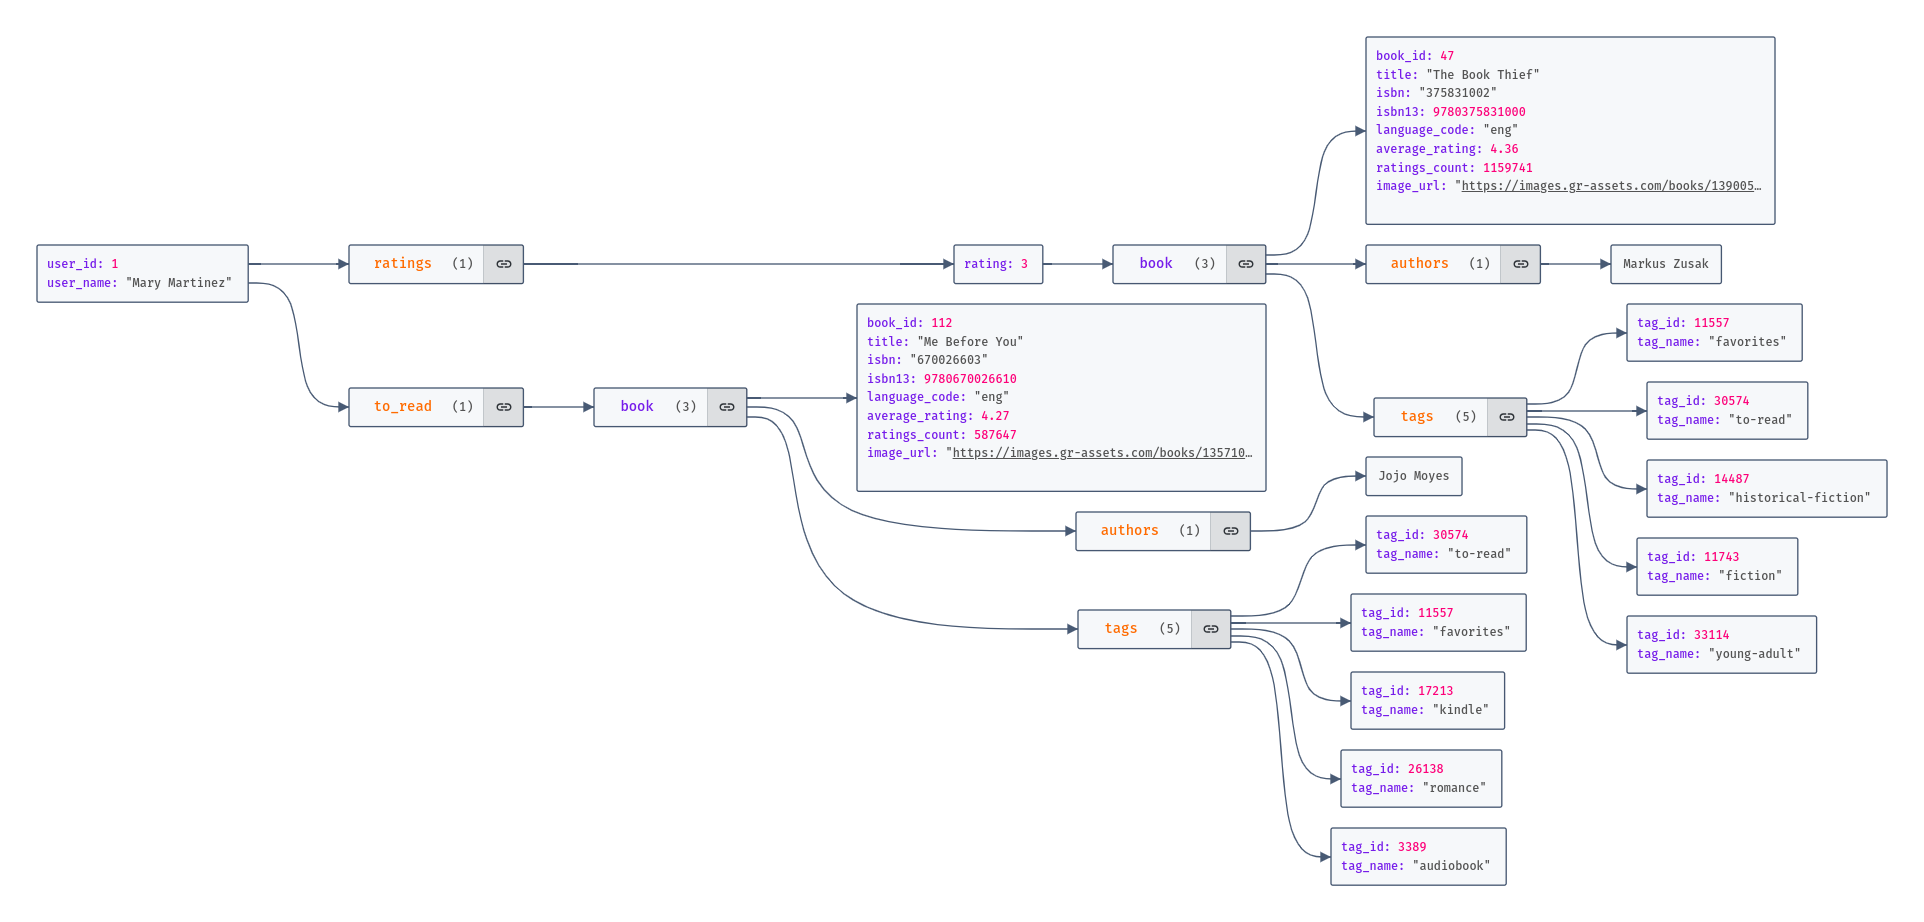 user_id: 1
user_name: "Mary Martinez"
ratings (1)
rating: 3
book (3)
book_id: 47
title: "The Book Thief"
isbn: "375831002"
isbn13: 9780375831000
language_code: "eng"
average_rating: 4.36
ratings_count: 1159741
image_url: "https://images.gr-assets.com/books/139005…
authors (1)
Markus Zusak
tags (5)
tag_id: 11557
tag_name: "favorites"
tag_id: 30574
tag_name: "to-read"
tag_id: 14487
tag_name: "historical-fiction"
tag_id: 11743
tag_name: "fiction"
tag_id: 33114
tag_name: "young-adult"
to_read (1)
book (3)
book_id: 112
title: "Me Before You"
isbn: "670026603"
isbn13: 9780670026610
language_code: "eng"
average_rating: 4.27
ratings_count: 587647
image_url: "https://images.gr-assets.com/books/135710…
authors (1)
Jojo Moyes
tags (5)
tag_id: 30574
tag_name: "to-read"
tag_id: 11557
tag_name: "favorites"
tag_id: 17213
tag_name: "kindle"
tag_id: 26138
tag_name: "romance"
tag_id: 3389
tag_name: "audiobook"